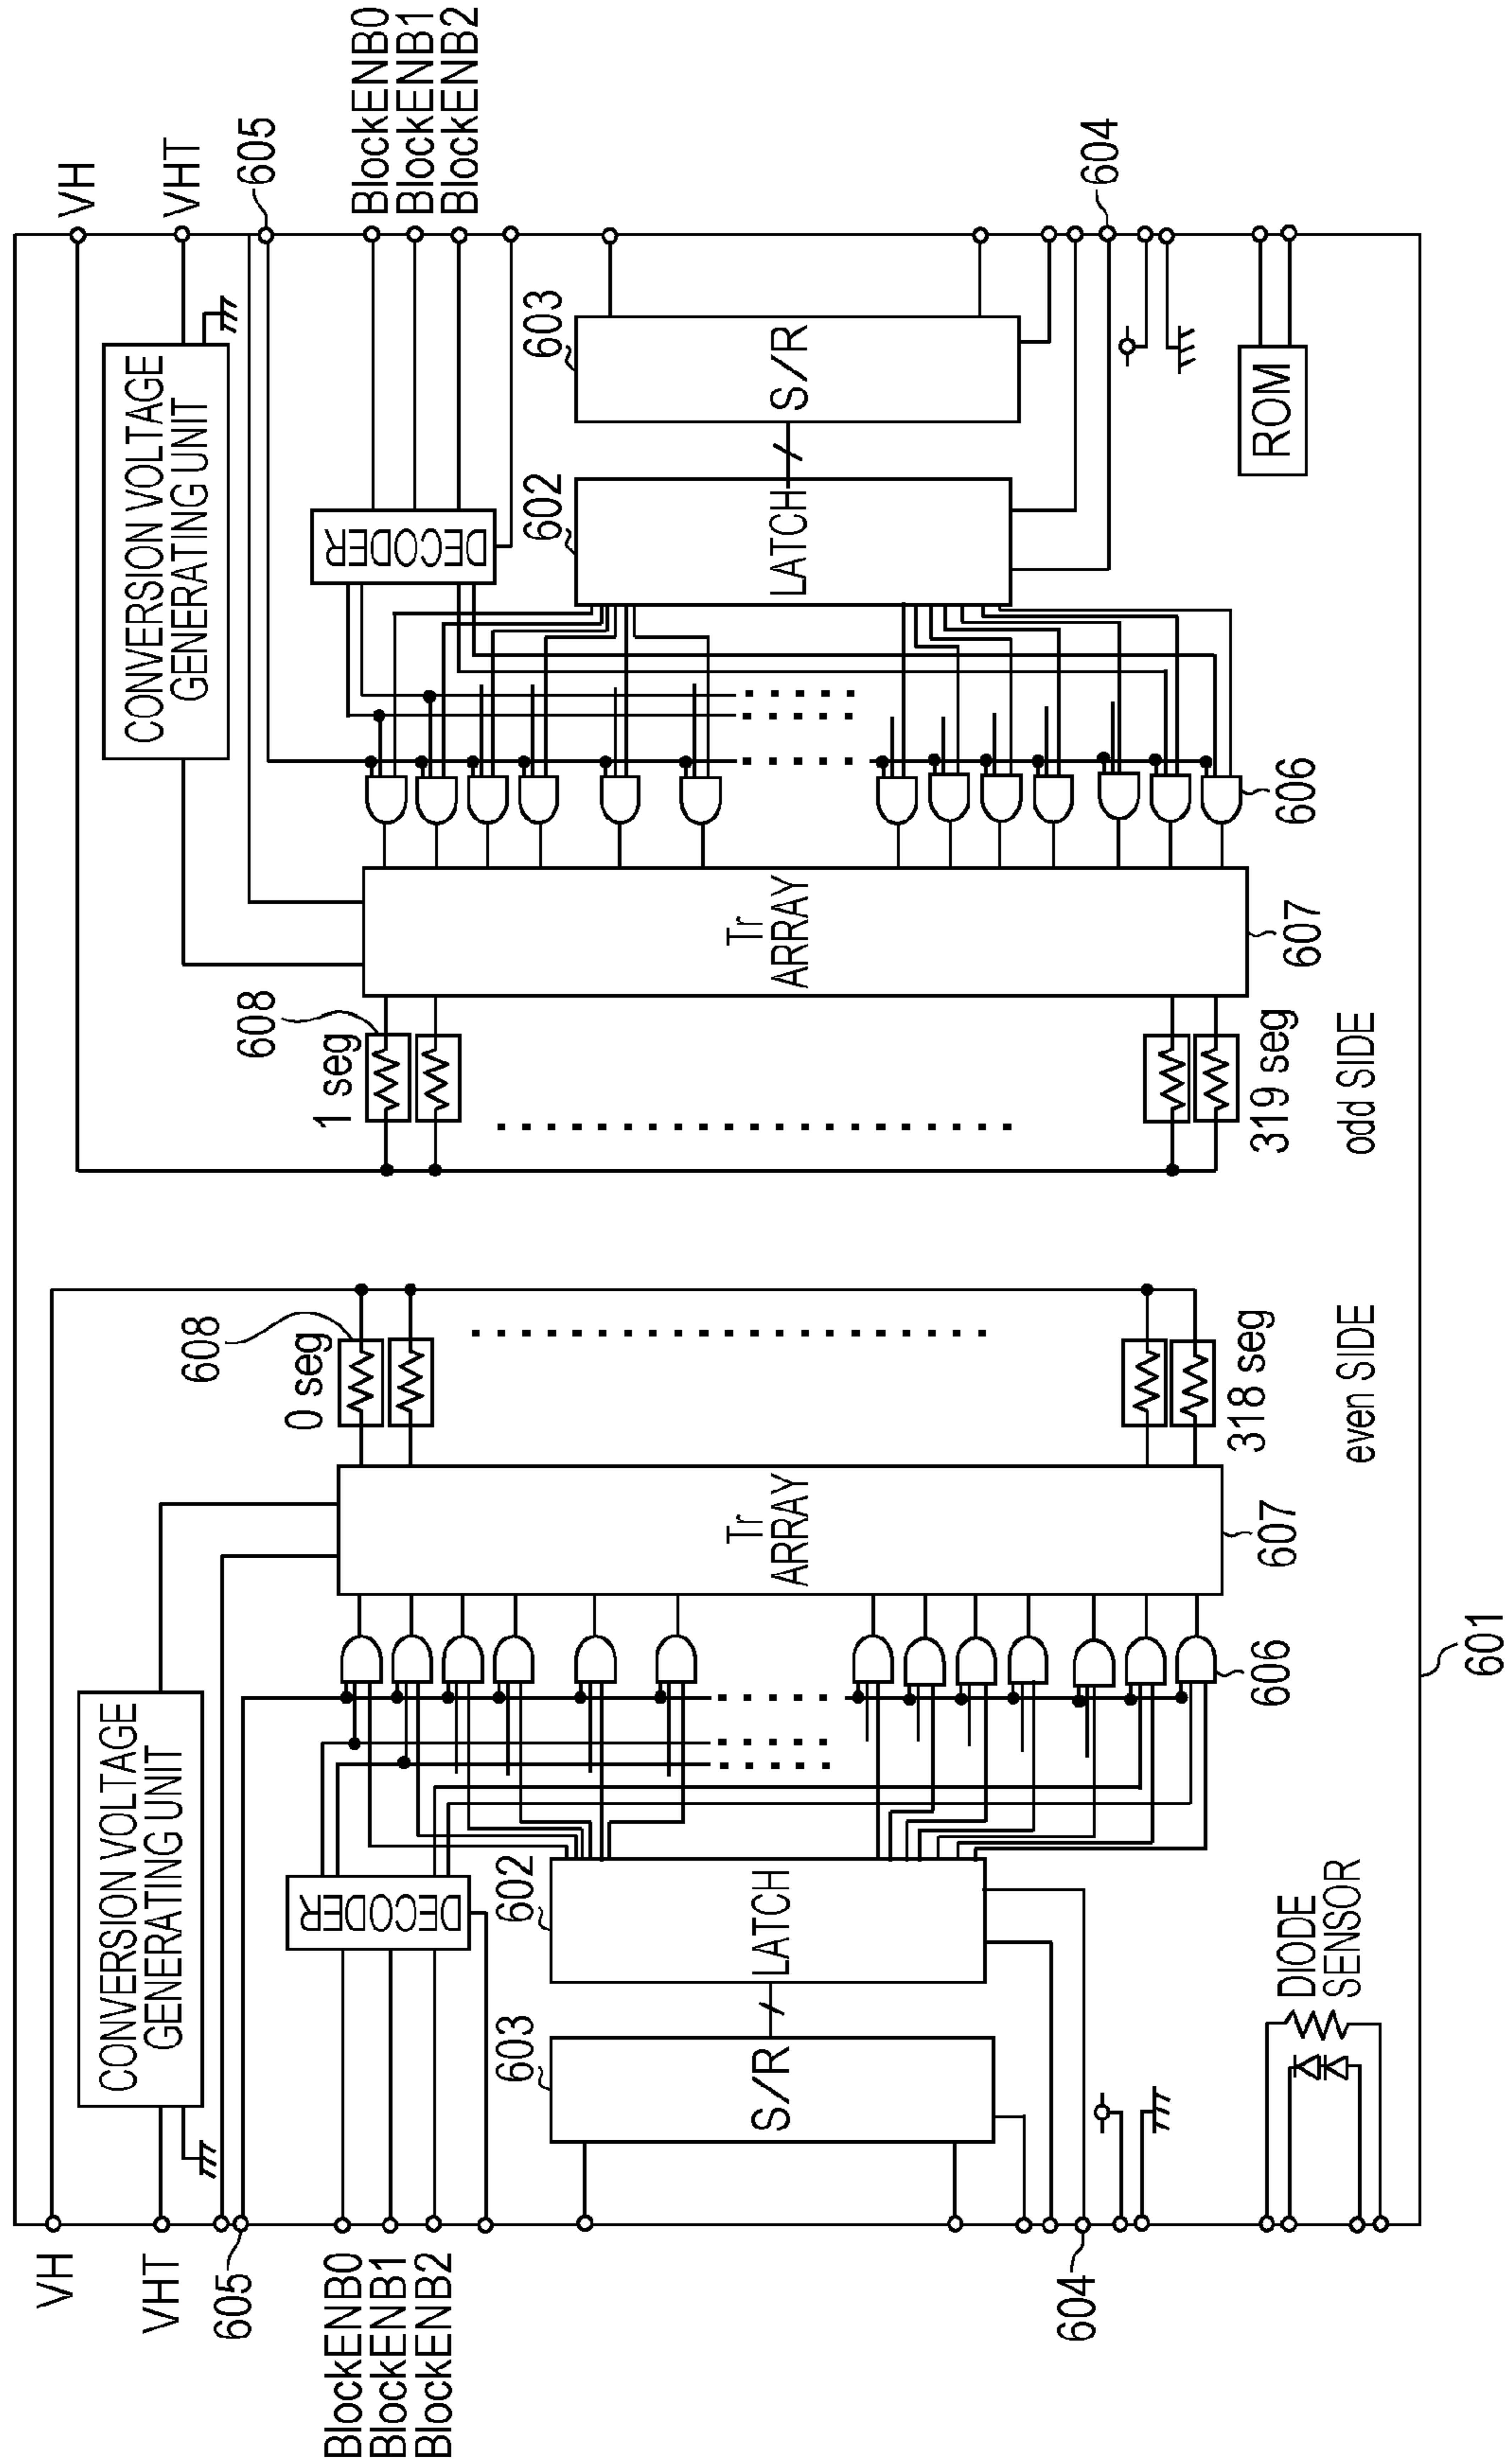 VH
VHT
605
BlockENB0
BlockENB1
BlockENB2
604
CONVERSION VOLTAGE
GENERATING UNIT
DECODER
603
S/R
602
LATCH
DIODE
SENSOR
606
Tr
ARRAY
607
608
0 seg
318 seg
even SIDE
601
608
1 seg
319 seg
odd SIDE
Tr
ARRAY
607
606
CONVERSION VOLTAGE
GENERATING UNIT
DECODER
602
LATCH
603
S/R
ROM
VH
VHT
605
BlockENB0
BlockENB1
BlockENB2
604